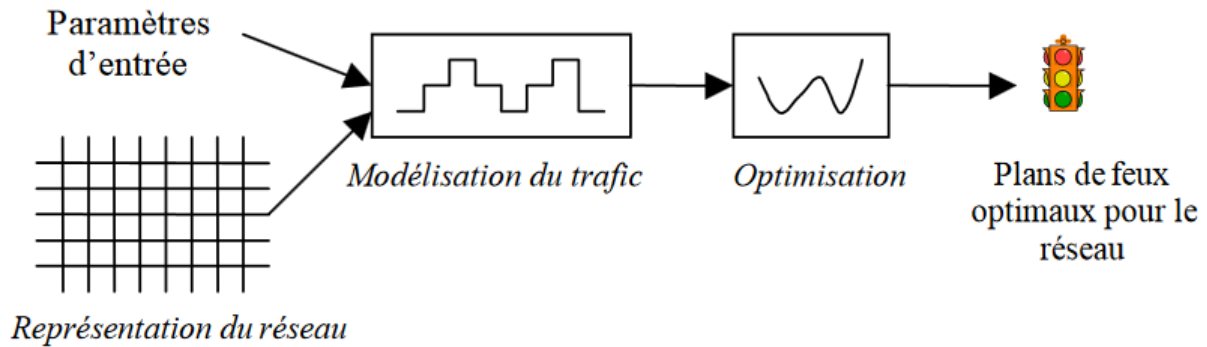 Paramètres
d’entrée
Modélisation du trafic
Optimisation
Plans de feux
optimaux pour le
réseau
Représentation du réseau